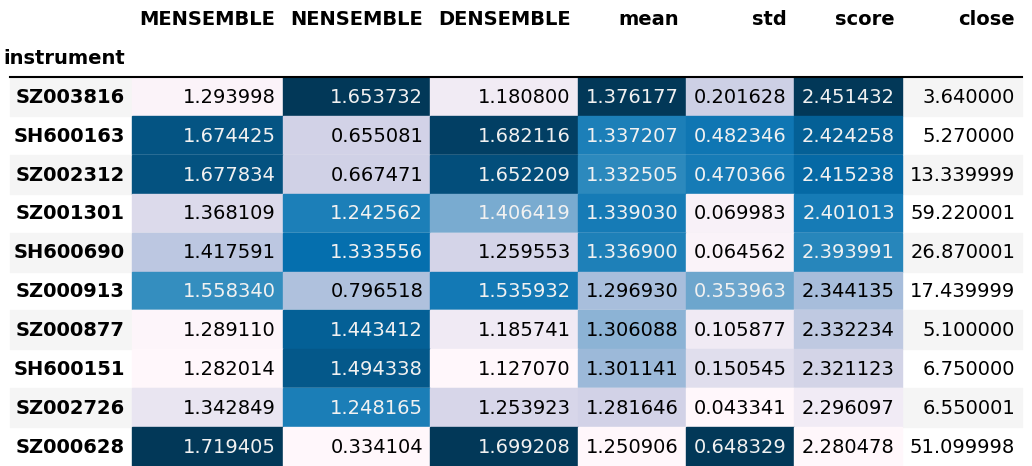 MENSEMBLE NENSEMBLE DENSEMBLE mean std score close
instrument
SZ003816 1.293998 1.653732 1.180800 1.376177 0.201628 2.451432 3.640000
SH600163 1.674425 0.655081 1.682116 1.337207 0.482346 2.424258 5.270000
SZ002312 1.677834 0.667471 1.652209 1.332505 0.470366 2.415238 13.339999
SZ001301 1.368109 1.242562 1.406419 1.339030 0.069983 2.401013 59.220001
SH600690 1.417591 1.333556 1.259553 1.336900 0.064562 2.393991 26.870001
SZ000913 1.558340 0.796518 1.535932 1.296930 0.353963 2.344135 17.439999
SZ000877 1.289110 1.443412 1.185741 1.306088 0.105877 2.332234 5.100000
SH600151 1.282014 1.494338 1.127070 1.301141 0.150545 2.321123 6.750000
SZ002726 1.342849 1.248165 1.253923 1.281646 0.043341 2.296097 6.550001
SZ000628 1.719405 0.334104 1.699208 1.250906 0.648329 2.280478 51.099998